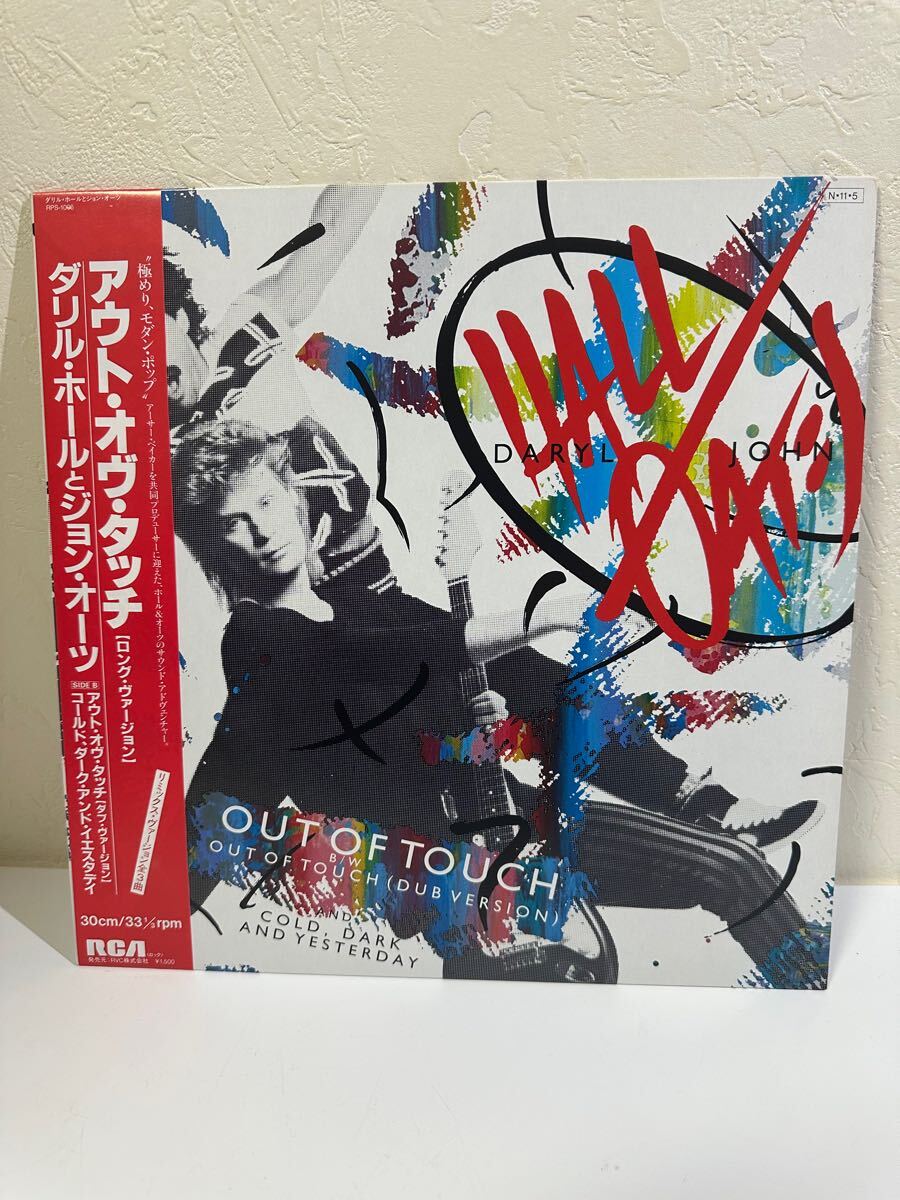 ダリル・ホールとジョン・オーツ
RPS-1006
アウト・オヴ・タッチ [ロング・ヴァージョン]
ダリル・ホールとジョン・オーツ
“極めり、モダン・ポップ”
アーサー・ベイカーを共同プロデューサーに迎えた、ホール&オーツのサウンド・アドヴェンチャー。
SIDE B
アウト・オヴ・タッチ [ダブ・ヴァージョン]
コールド、ダーク・アンド・イエスタデイ
リミックス・ヴァージョン全3曲
30cm/33⅓rpm
RCA
(ロック)
発売元:RVC株式会社 ¥1,500
N・11・5
HALL
DARYL JOHN
OATES
OUT OF TOUCH
B/W
OUT OF TOUCH (DUB VERSION)
AND
COLD, DARK
AND YESTERDAY